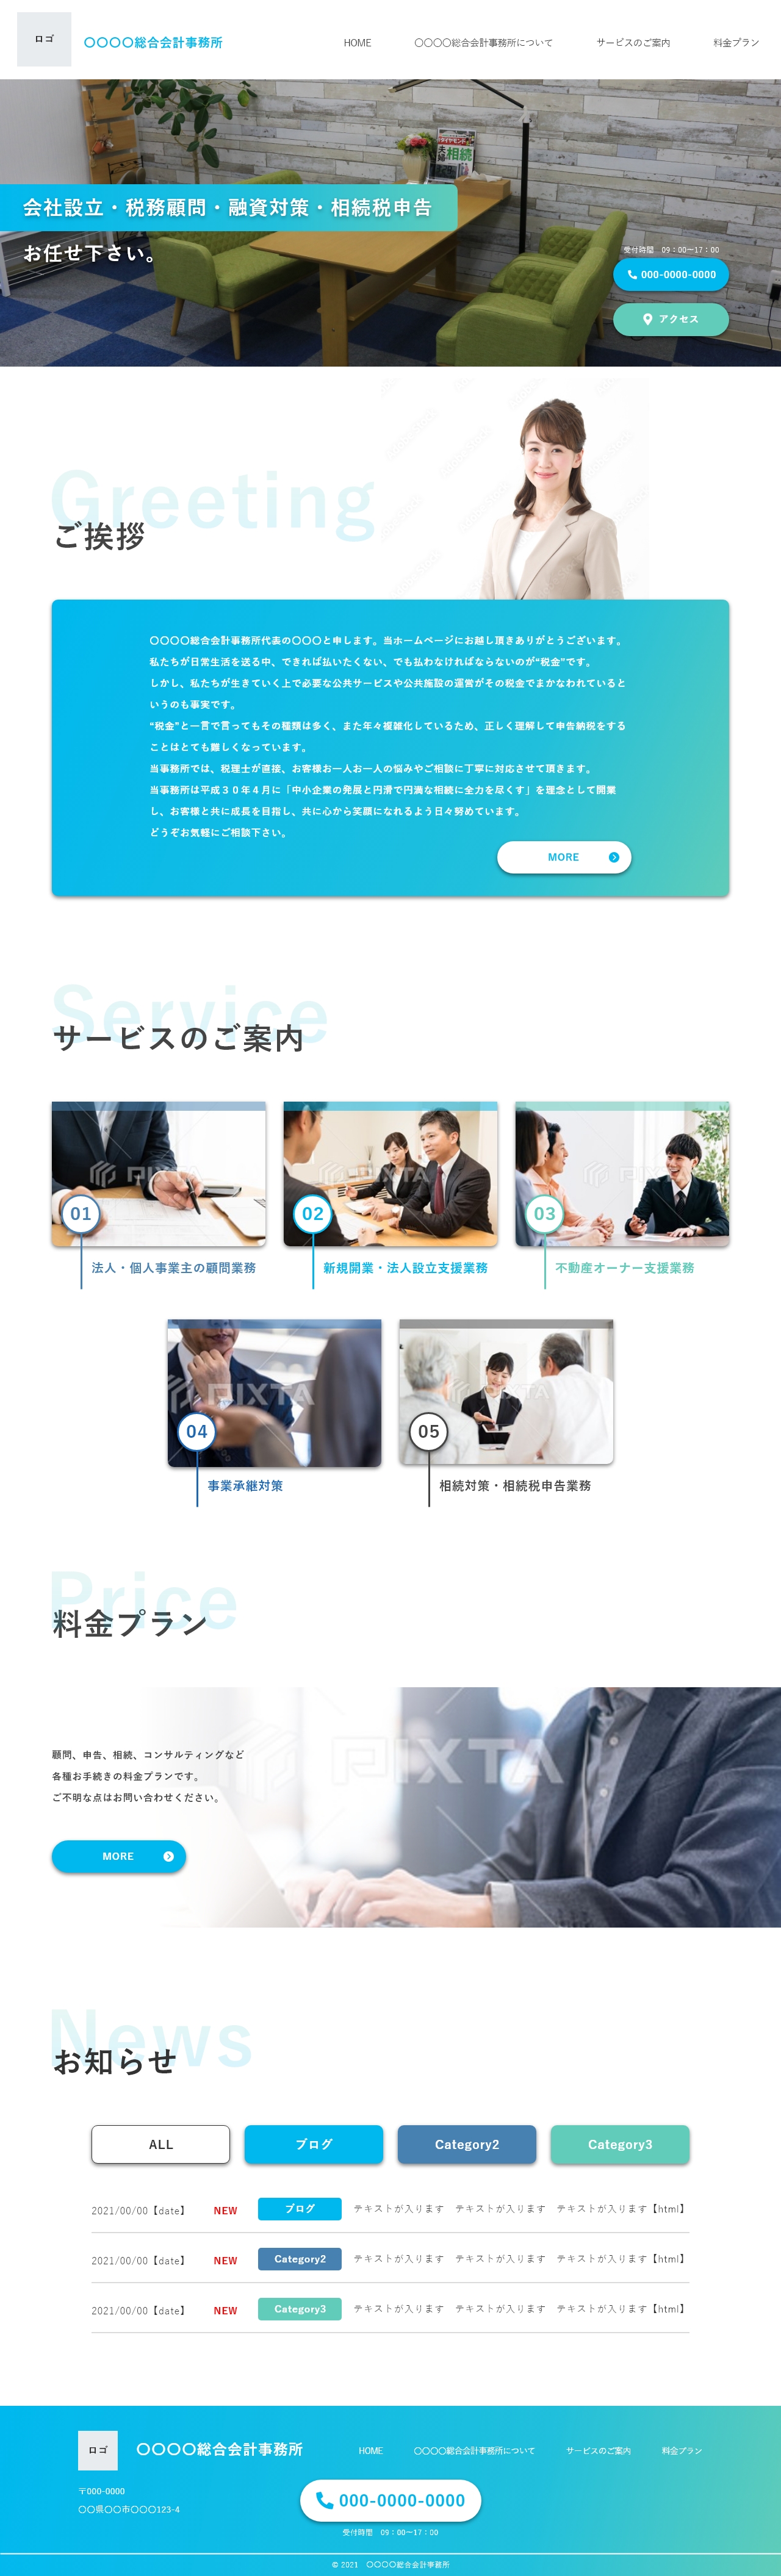 ロゴ
〇〇〇〇総合会計事務所
HOME
〇〇〇〇総合会計事務所について
サービスのご案内
料金プラン
相続
会社設立・税務顧問・融資対策・相続税申告
お任せ下さい。
受付時間　09：00〜17：00
000-0000-0000
アクセス
Greeting
ご挨拶
〇〇〇〇総合会計事務所代表の〇〇〇と申します。当ホームページにお越し頂きありがとうございます。
私たちが日常生活を送る中、できれば払いたくない、でも払わなければならないのが“税金”です。
しかし、私たちが生きていく上で必要な公共サービスや公共施設の運営がその税金でまかなわれていると
いうのも事実です。
“税金”と一言で言ってもその種類は多く、また年々複雑化しているため、正しく理解して申告納税をする
ことはとても難しくなっています。
当事務所では、税理士が直接、お客様お一人お一人の悩みやご相談に丁寧に対応させて頂きます。
当事務所は平成３０年４月に「中小企業の発展と円滑で円満な相続に全力を尽くす」を理念として開業
し、お客様と共に成長を目指し、共に心から笑顔になれるよう日々努めています。
どうぞお気軽にご相談下さい。
MORE
Service
サービスのご案内
PIXTA
PIXTA
PIXTA
01
02
03
法人・個人事業主の顧問業務
新規開業・法人設立支援業務
不動産オーナー支援業務
PIXTA
PIXTA
04
05
事業承継対策
相続対策・相続税申告業務
Price
料金プラン
PIXTA
顧問、申告、相続、コンサルティングなど
各種お手続きの料金プランです。
ご不明な点はお問い合わせください。
MORE
News
お知らせ
ALL
ブログ
Category2
Category3
2021/00/00【date】 NEW ブログ テキストが入ります　テキストが入ります　テキストが入ります【html】
2021/00/00【date】 NEW Category2 テキストが入ります　テキストが入ります　テキストが入ります【html】
2021/00/00【date】 NEW Category3 テキストが入ります　テキストが入ります　テキストが入ります【html】
ロゴ
〇〇〇〇総合会計事務所
HOME
〇〇〇〇総合会計事務所について
サービスのご案内
料金プラン
〒000-0000
〇〇県〇〇市〇〇〇123-4
000-0000-0000
受付時間　09：00〜17：00
© 2021　〇〇〇〇総合会計事務所